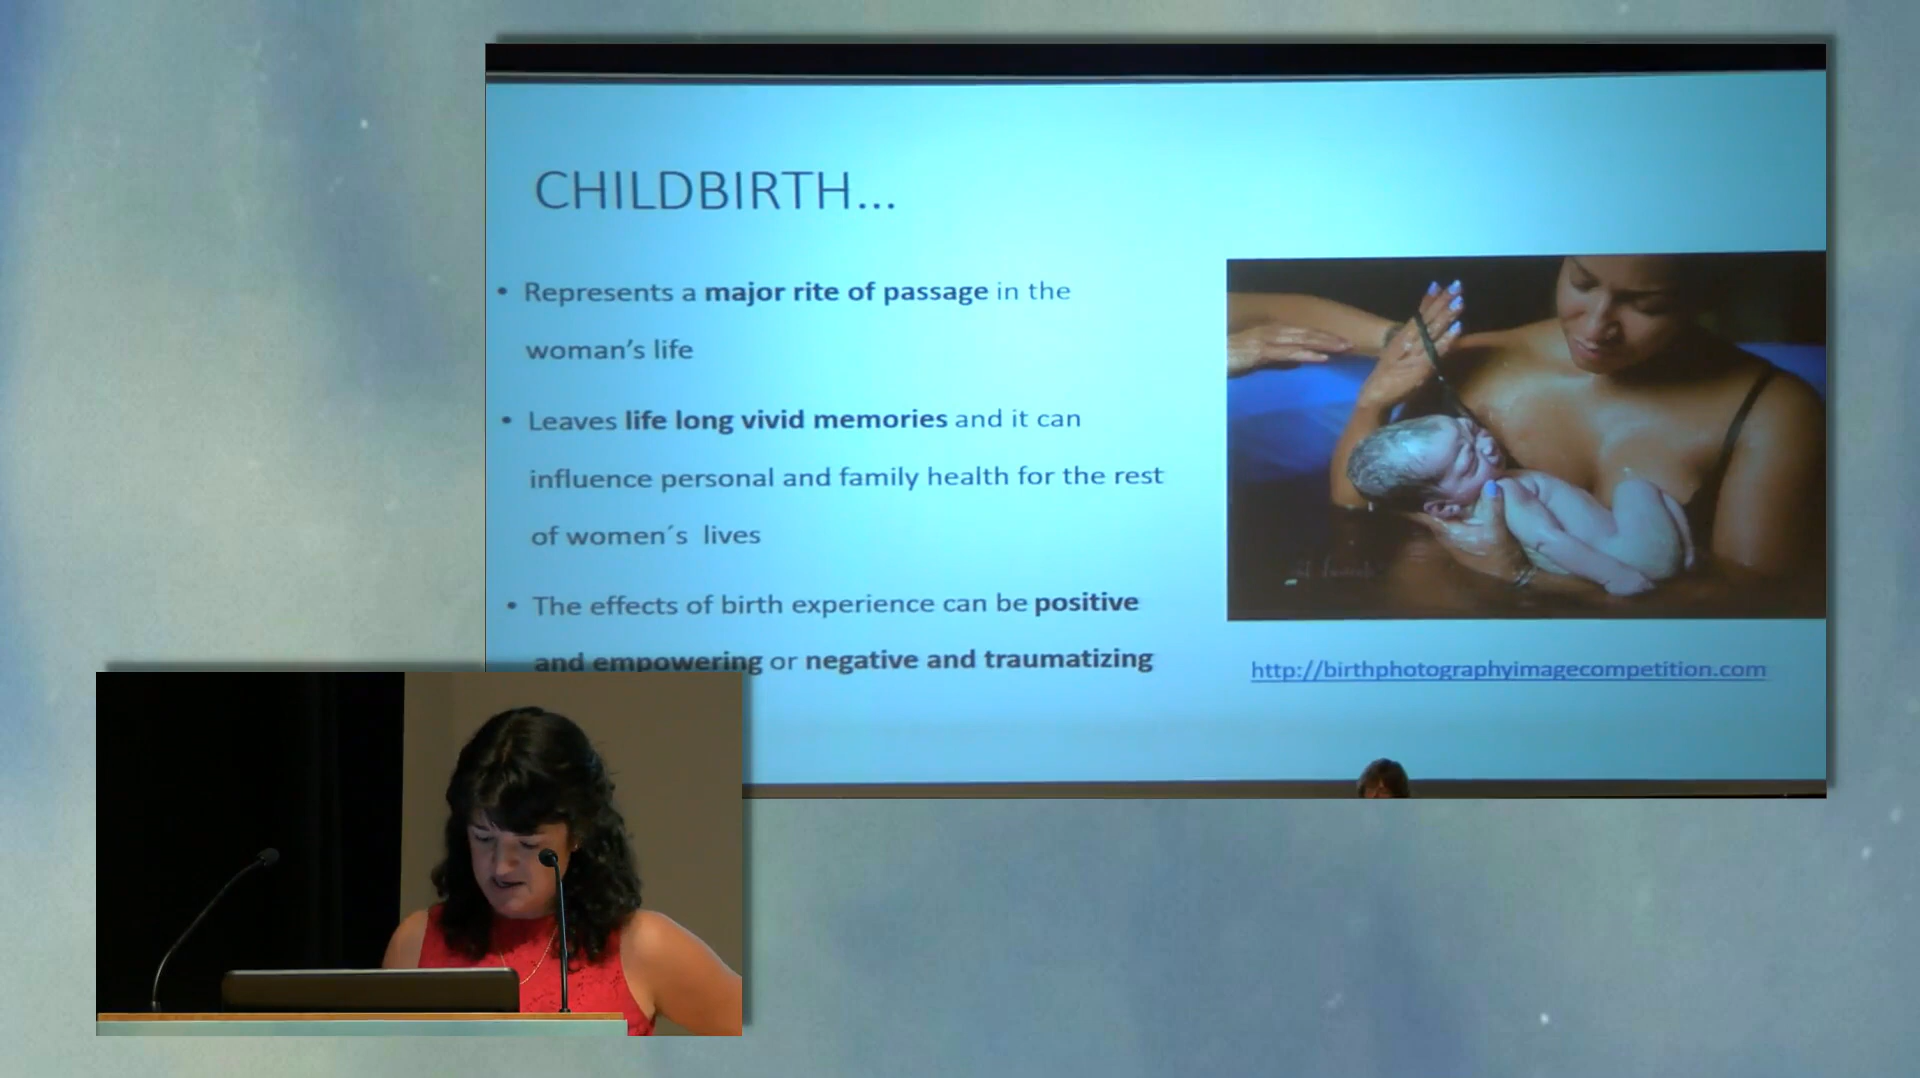 CHILDBIRTH...
• Represents a major rite of passage in the
woman's life
• Leaves life long vivid memories and it can
influence personal and family health for the rest
of women´s lives
• The effects of birth experience can be positive
and empowering or negative and traumatizing
http://birthphotographyimagecompetition.com